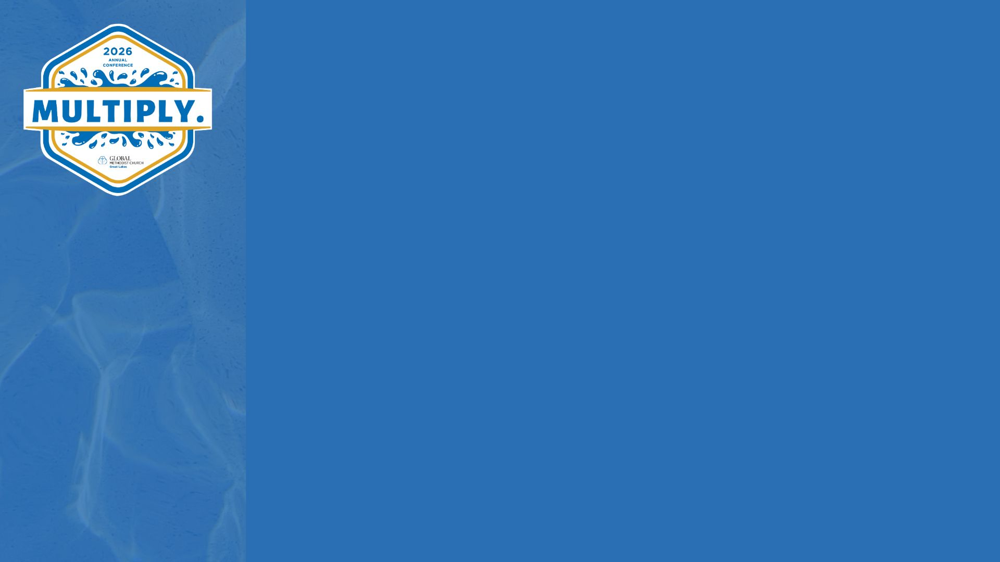 2026
ANNUAL
CONFERENCE
MULTIPLY.
GLOBAL
METHODIST CHURCH
Great Lakes